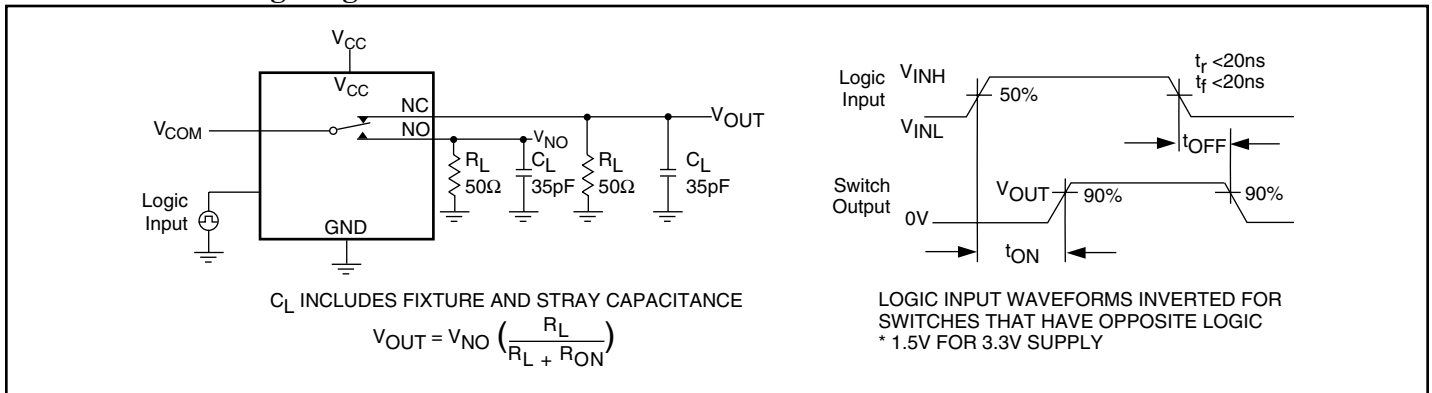 V_CC
V_CC
NC
NO
V_COM
V_OUT
V_NO
R_L
50Ω
C_L
35pF
R_L
50Ω
C_L
35pF
Logic
Input
GND
C_L INCLUDES FIXTURE AND STRAY CAPACITANCE
V_OUT = V_NO (R_L / R_L + R_ON)
Logic
Input
V_INH
V_INL
50%
t_r <20ns
t_f <20ns
t_OFF
Switch
Output
V_OUT
0V
90%
90%
t_ON
LOGIC INPUT WAVEFORMS INVERTED FOR
SWITCHES THAT HAVE OPPOSITE LOGIC
* 1.5V FOR 3.3V SUPPLY